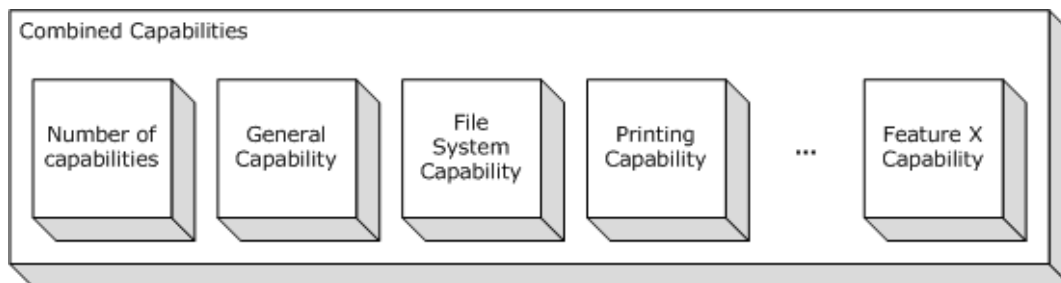 Combined Capabilities
Number of
capabilities
General
Capability
File
System
Capability
Printing
Capability
...
Feature X
Capability